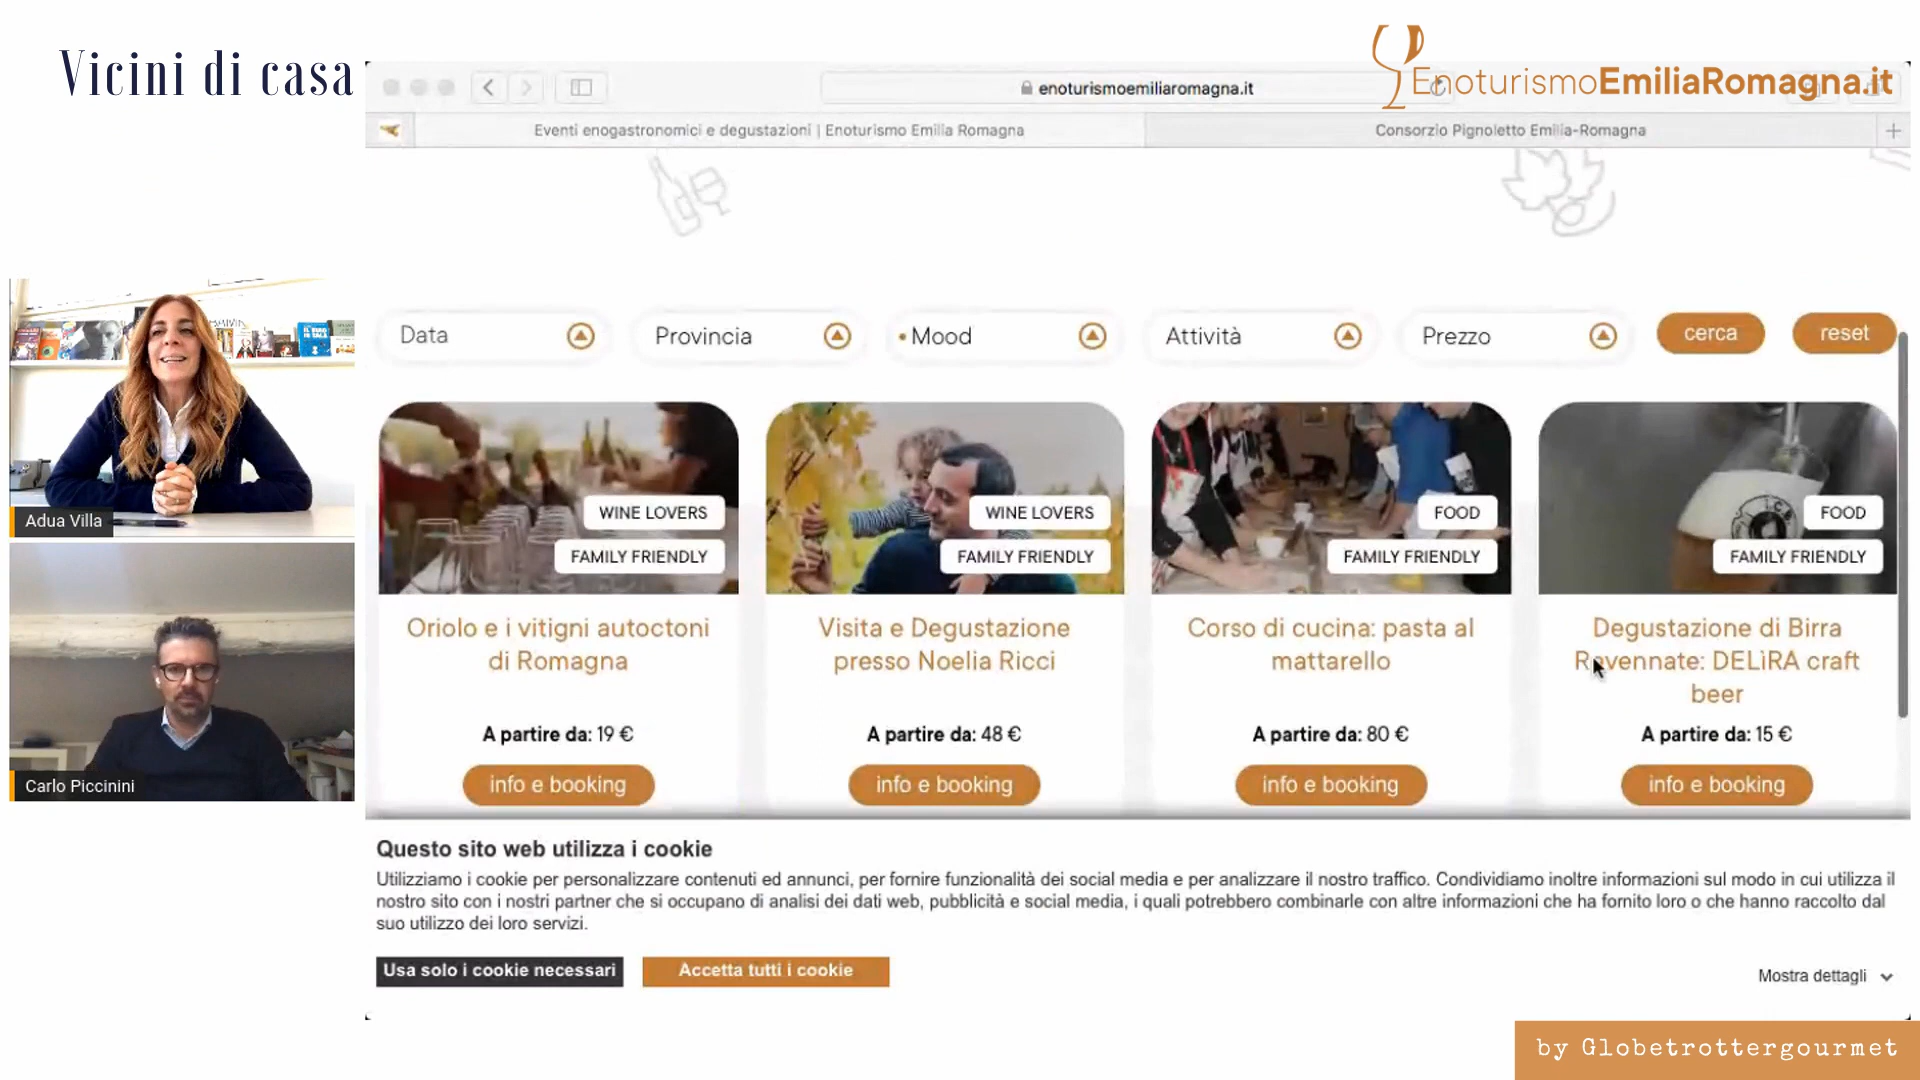 Vicini di casa
enoturismoemiliaromagna.it
EnoturismoEmiliaRomagna.it
Eventi enogastronomici e degustazioni | Enoturismo Emilia Romagna
Consorzio Pignoletto Emilia-Romagna
Data
Provincia
Mood
Attività
Prezzo
cerca
reset
WINE LOVERS
FAMILY FRIENDLY
WINE LOVERS
FAMILY FRIENDLY
FOOD
FAMILY FRIENDLY
FOOD
FAMILY FRIENDLY
Oriolo e i vitigni autoctoni
di Romagna
A partire da: 19 €
info e booking
Visita e Degustazione
presso Noelia Ricci
A partire da: 48 €
info e booking
Corso di cucina: pasta al
mattarello
A partire da: 80 €
info e booking
Degustazione di Birra
Ravennate: DELìRA craft
beer
A partire da: 15 €
info e booking
Adua Villa
Carlo Piccinini
Questo sito web utilizza i cookie
Utilizziamo i cookie per personalizzare contenuti ed annunci, per fornire funzionalità dei social media e per analizzare il nostro traffico. Condividiamo inoltre informazioni sul modo in cui utilizza il
nostro sito con i nostri partner che si occupano di analisi dei dati web, pubblicità e social media, i quali potrebbero combinarle con altre informazioni che ha fornito loro o che hanno raccolto dal
suo utilizzo dei loro servizi.
Usa solo i cookie necessari
Accetta tutti i cookie
Mostra dettagli
by Globetrottergourmet